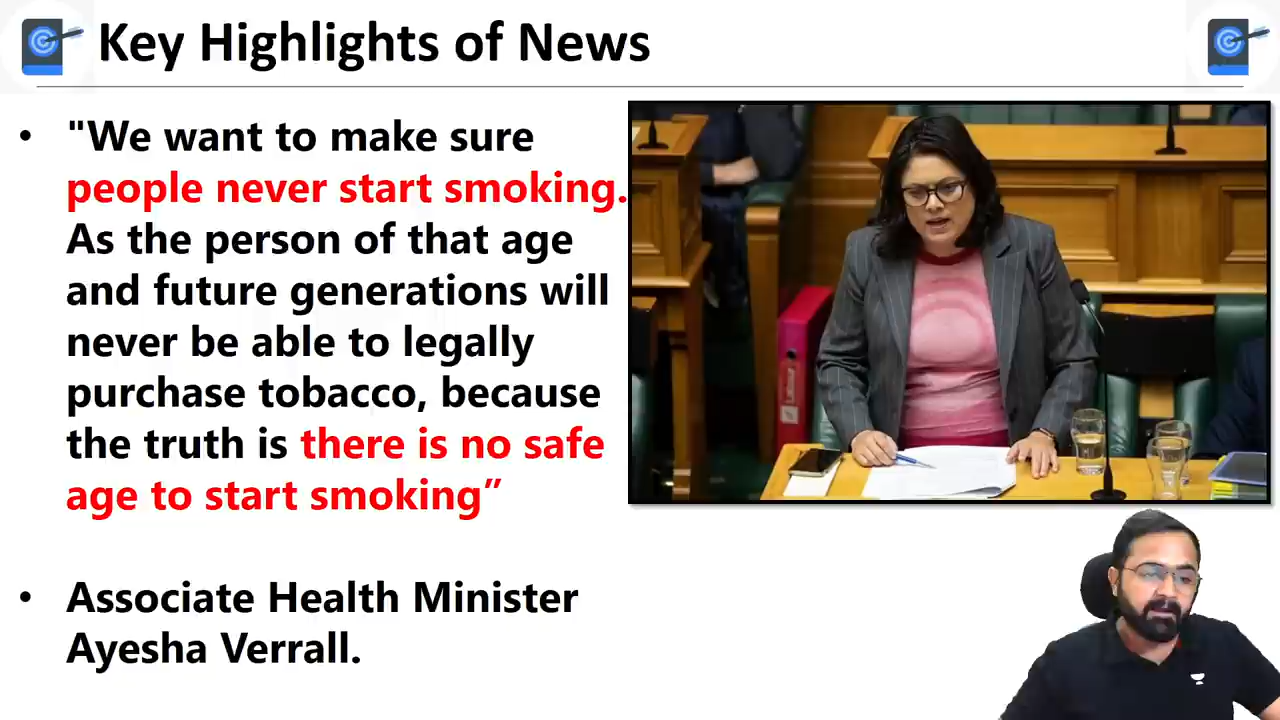 Key Highlights of News
• "We want to make sure
people never start smoking.
As the person of that age
and future generations will
never be able to legally
purchase tobacco, because
the truth is there is no safe
age to start smoking”
• Associate Health Minister
Ayesha Verrall.